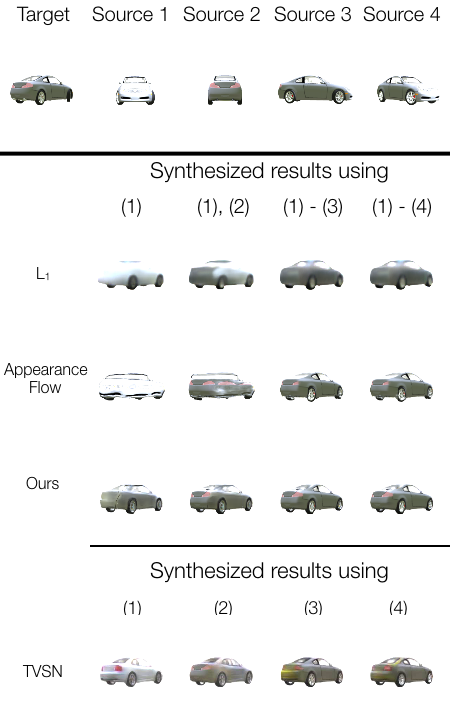 Target Source 1 Source 2 Source 3 Source 4
Synthesized results using
(1) (1), (2) (1) - (3) (1) - (4)
L1
Appearance
Flow
Ours
Synthesized results using
(1) (2) (3) (4)
TVSN